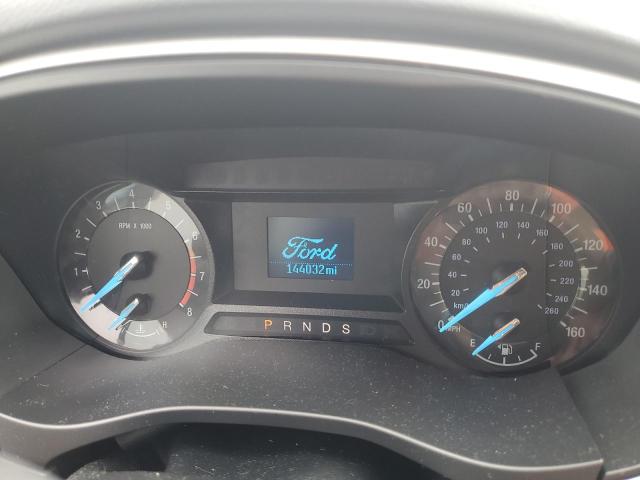 1 2 3 4 5 6 7 8
RPM X 1000
H
Ford
144032mi
P R N D S
0 20 40 60 80 100 120 140 160
MPH
20 40 60 80 100 120 140 160 180 200 220 240 260
km/h
E F